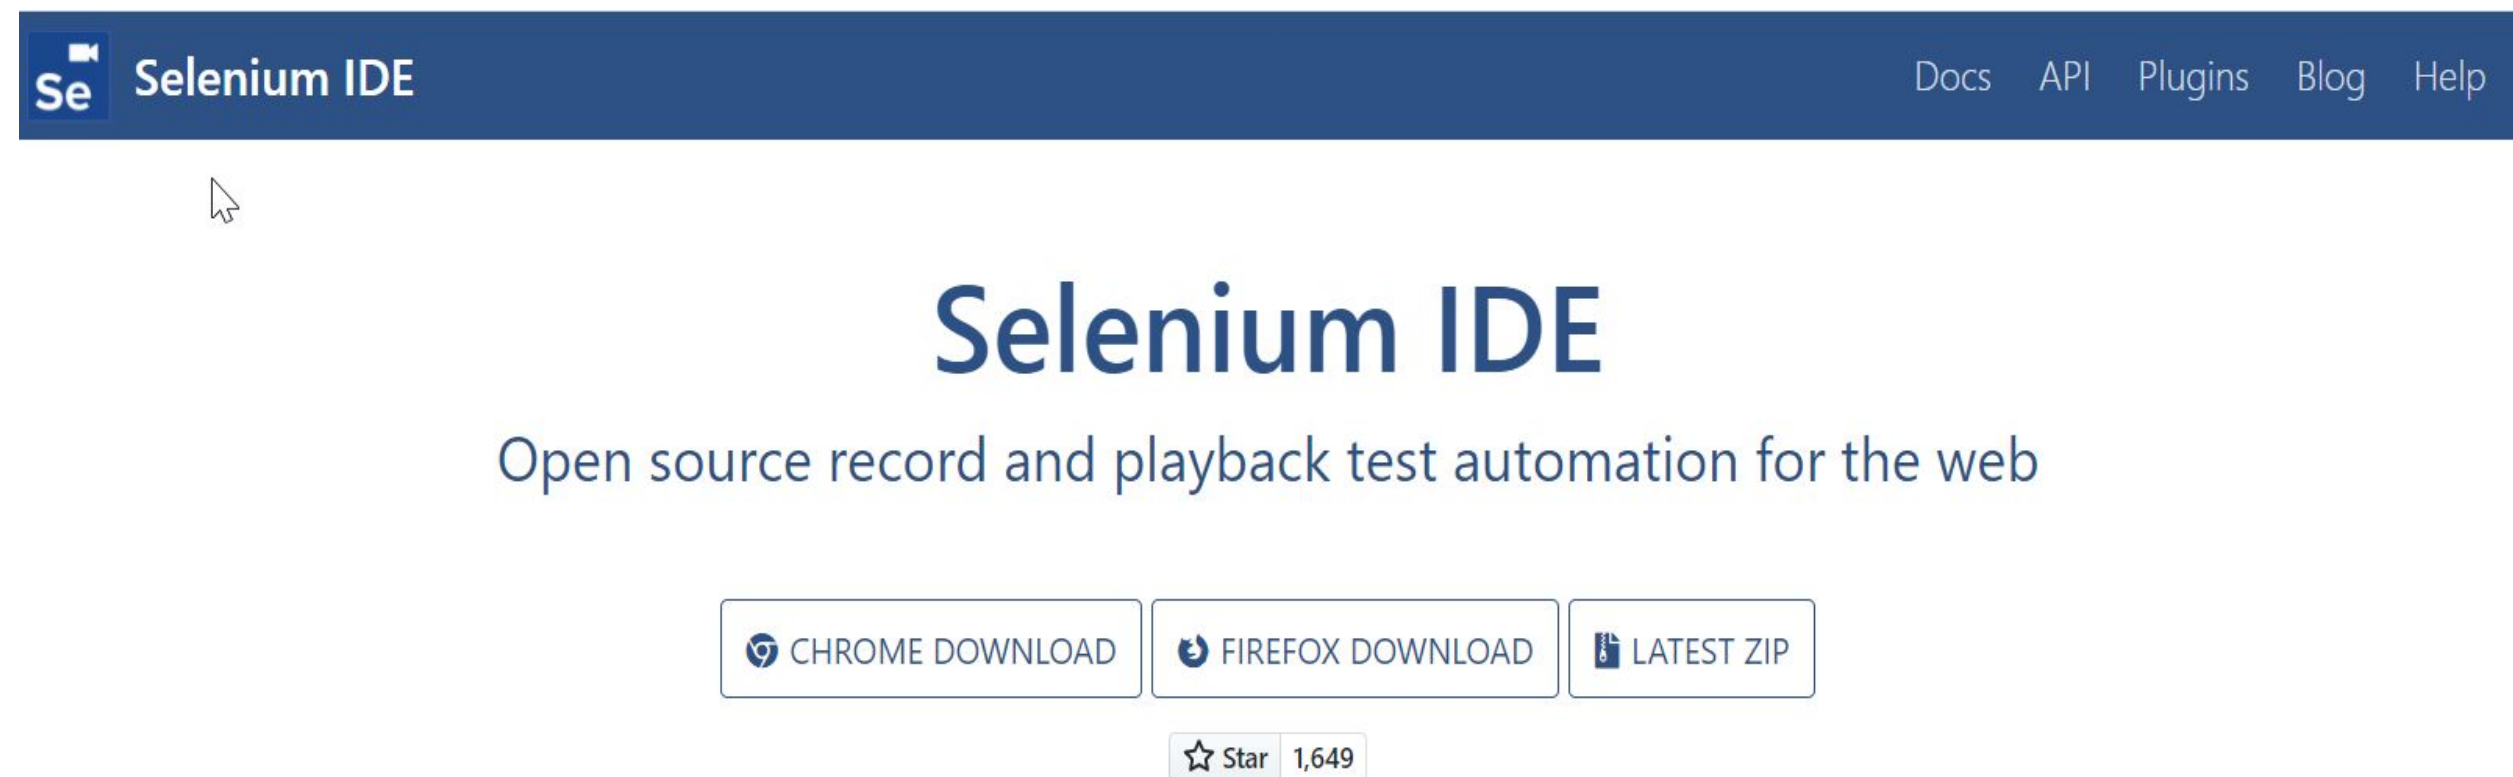 Se Selenium IDE Docs API Plugins Blog Help
Selenium IDE
Open source record and playback test automation for the web
CHROME DOWNLOAD FIREFOX DOWNLOAD LATEST ZIP
Star 1,649